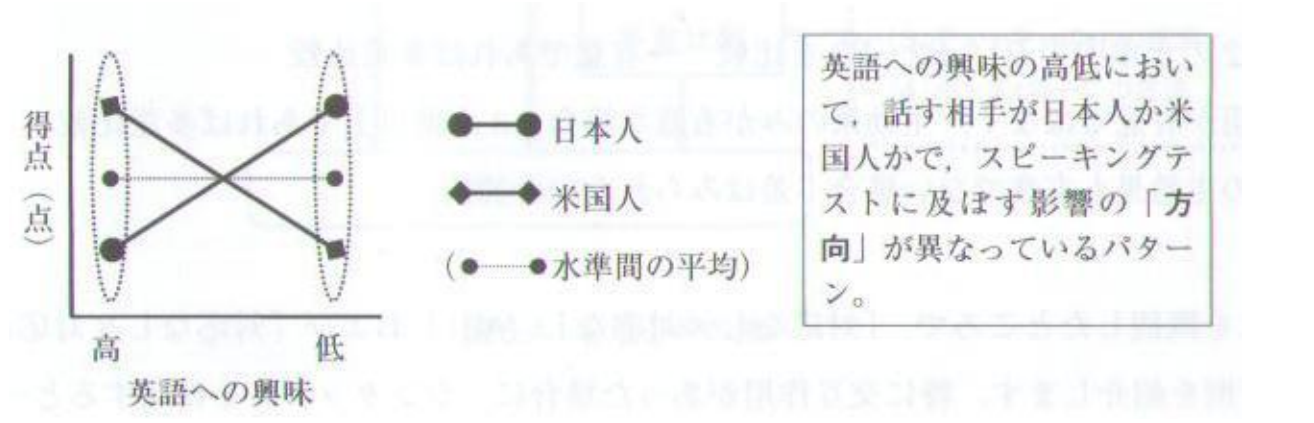 得点（点）
高 低
英語への興味
●━●日本人
◆━◆米国人
（●┈●水準間の平均）
英語への興味の高低におい
て，話す相手が日本人か米
国人かで，スピーキングテ
ストに及ぼす影響の「方
向」が異なっているパター
ン。